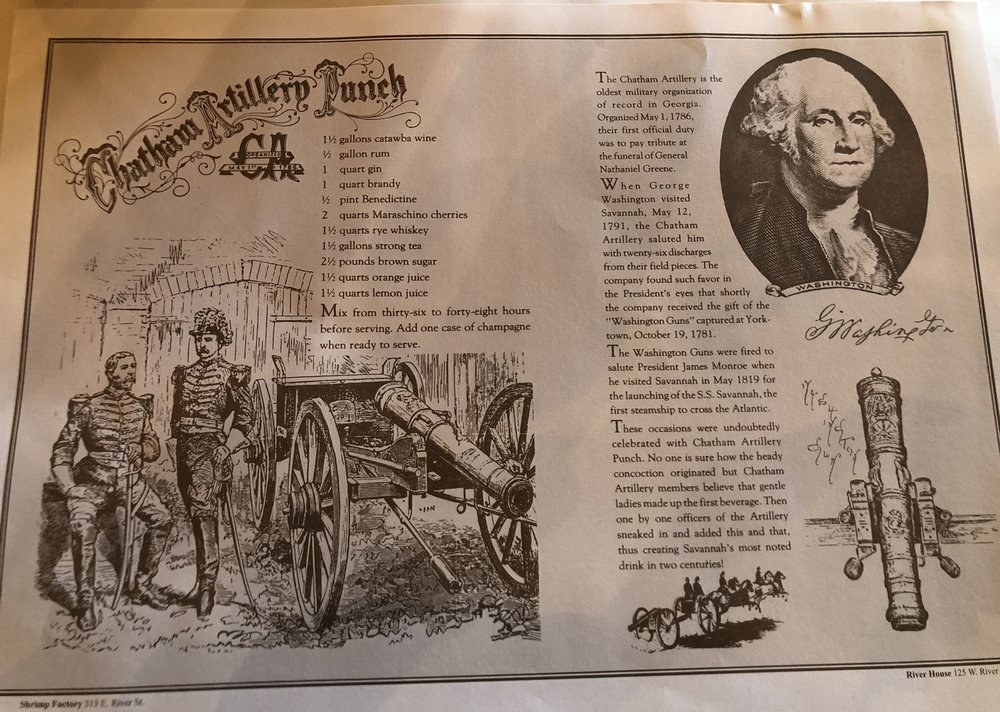 Chatham Artillery Punch
CA
ORGANIZED
MAY 1ST 1786
1½ gallons catawba wine
½ gallon rum
1 quart gin
1 quart brandy
½ pint Benedictine
2 quarts Maraschino cherries
1½ quarts rye whiskey
1½ gallons strong tea
2½ pounds brown sugar
1½ quarts orange juice
1½ quarts lemon juice
Mix from thirty-six to forty-eight hours
before serving. Add one case of champagne
when ready to serve.
The Chatham Artillery is the
oldest military organization
of record in Georgia.
Organized May 1, 1786,
their first official duty
was to pay tribute at
the funeral of General
Nathaniel Greene.
When George
Washington visited
Savannah, May 12,
1791, the Chatham
Artillery saluted him
with twenty-six discharges
from their field pieces. The
company found such favor in
the President's eyes that shortly
the company received the gift of the
"Washington Guns" captured at York-
town, October 19, 1781.
The Washington Guns were fired to
salute President James Monroe when
he visited Savannah in May 1819 for
the launching of the S.S. Savannah, the
first steamship to cross the Atlantic.
These occasions were undoubtedly
celebrated with Chatham Artillery
Punch. No one is sure how the heady
concoction originated but Chatham
Artillery members believe that gentle
ladies made up the first beverage. Then
one by one officers of the Artillery
sneaked in and added this and that,
thus creating Savannah's most noted
drink in two centuries!
WASHINGTON
G Washington
Shrimp Factory 313 E. River St.
River House 125 W. River